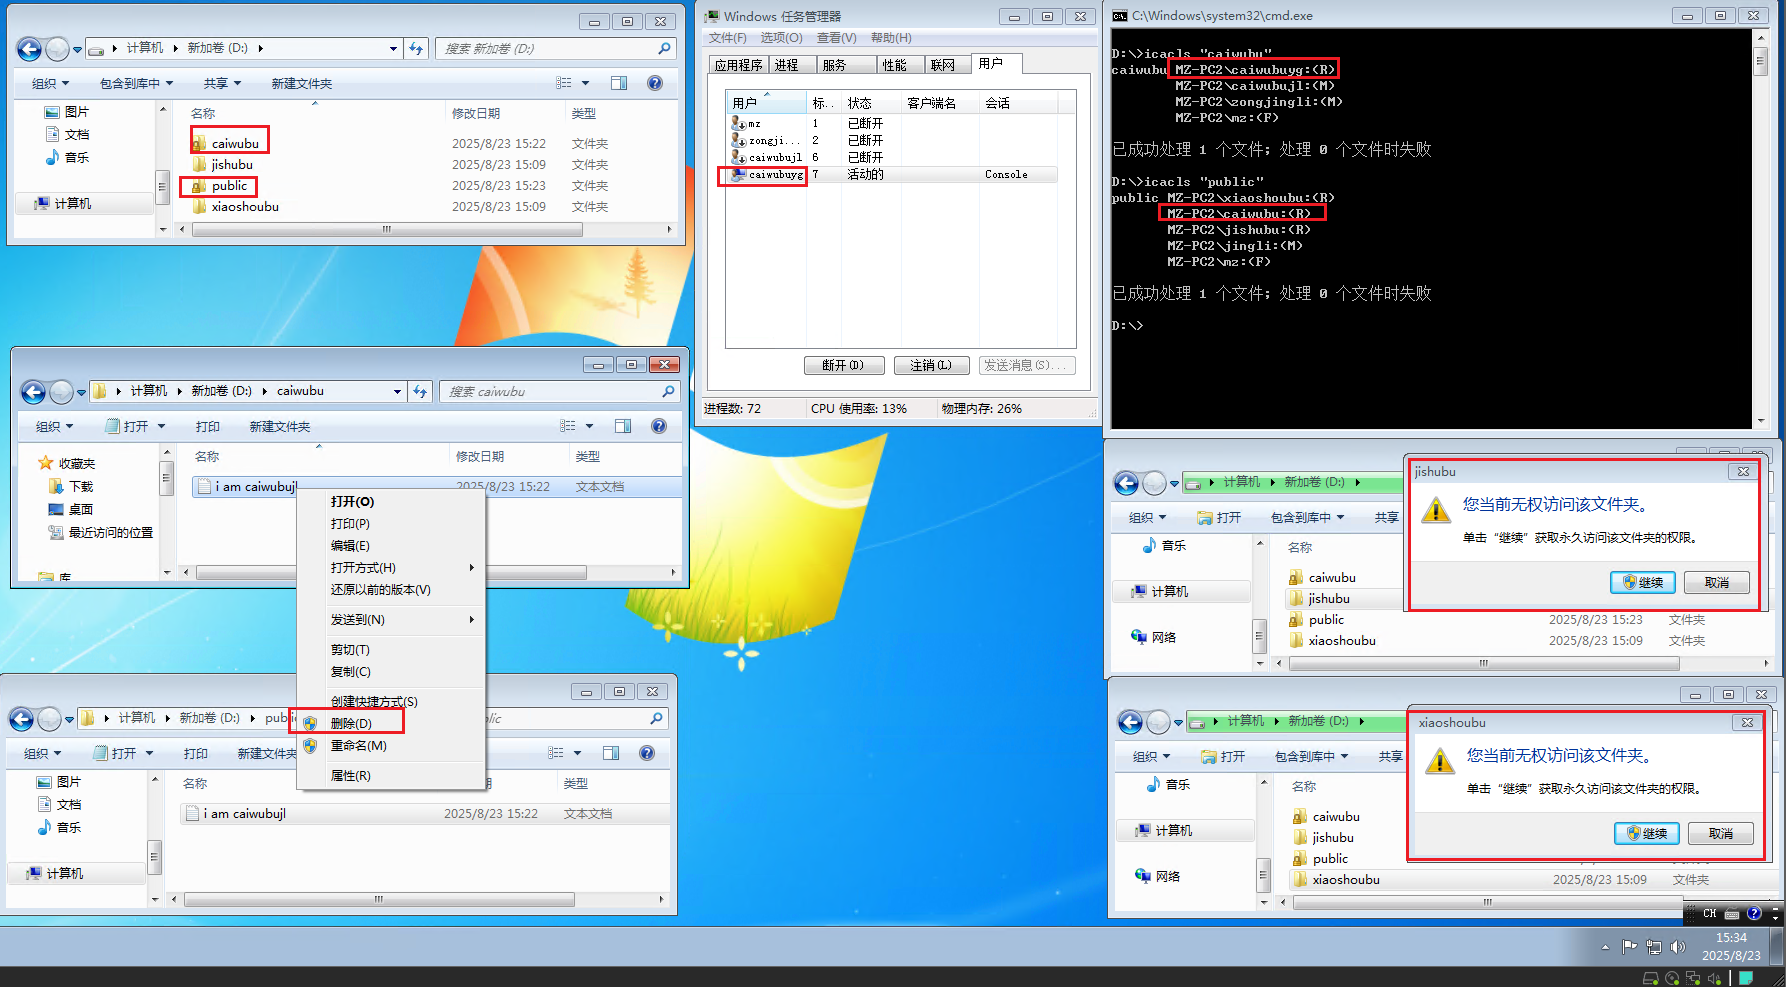 计算机 新加卷 (D:)
搜索 新加卷 (D:)
组织 包含到库中 共享 新建文件夹
名称 修改日期 类型
图片
文档
音乐
计算机
caiwubu 2025/8/23 15:22 文件夹
jishubu 2025/8/23 15:09 文件夹
public 2025/8/23 15:23 文件夹
xiaoshoubu 2025/8/23 15:09 文件夹
Windows 任务管理器
文件(F) 选项(O) 查看(V) 帮助(H)
应用程序 进程 服务 性能 联网 用户
用户 标.. 状态 客户端名 会话
mz 1 已断开
zongji... 2 已断开
caiwubujl 6 已断开
caiwubuyg 7 活动的 Console
断开(D) 注销(L) 发送消息(S)...
进程数: 72 CPU 使用率: 13% 物理内存: 26%
C:\Windows\system32\cmd.exe
D:\>icacls "caiwubu"
caiwubu MZ-PC2\caiwubuyg:(R)
MZ-PC2\caiwubujl:(M)
MZ-PC2\zongjingli:(M)
MZ-PC2\mz:(F)
已成功处理 1 个文件; 处理 0 个文件时失败
D:\>icacls "public"
public MZ-PC2\xiaoshoubu:(R)
MZ-PC2\caiwubu:(R)
MZ-PC2\jishubu:(R)
MZ-PC2\jingli:(M)
MZ-PC2\mz:(F)
已成功处理 1 个文件; 处理 0 个文件时失败
D:\>
计算机 新加卷 (D:) caiwubu
搜索 caiwubu
组织 打开 打印 新建文件夹
名称 修改日期 类型
收藏夹
下载
桌面
最近访问的位置
库
i am caiwubujl 2025/8/23 15:22 文本文档
打开(O)
打印(P)
编辑(E)
打开方式(H)
还原以前的版本(V)
发送到(N)
剪切(T)
复制(C)
创建快捷方式(S)
删除(D)
重命名(M)
属性(R)
计算机 新加卷 (D:) publi
lic
组织 打开 打印 新建文件夹
名称 期 类型
图片
文档
音乐
计算机
i am caiwubujl 2025/8/23 15:22 文本文档
计算机 新加卷 (D:)
组织 打开 包含到库中 共享
名称
音乐
计算机
网络
caiwubu
jishubu
public 2025/8/23 15:23 文件夹
xiaoshoubu 2025/8/23 15:09 文件夹
jishubu
您当前无权访问该文件夹。
单击“继续”获取永久访问该文件夹的权限。
继续 取消
计算机 新加卷 (D:)
组织 打开 包含到库中 共享
名称
音乐
计算机
网络
caiwubu
jishubu
public
xiaoshoubu 2025/8/23 15:09 文件夹
xiaoshoubu
您当前无权访问该文件夹。
单击“继续”获取永久访问该文件夹的权限。
继续 取消
CH
15:34
2025/8/23